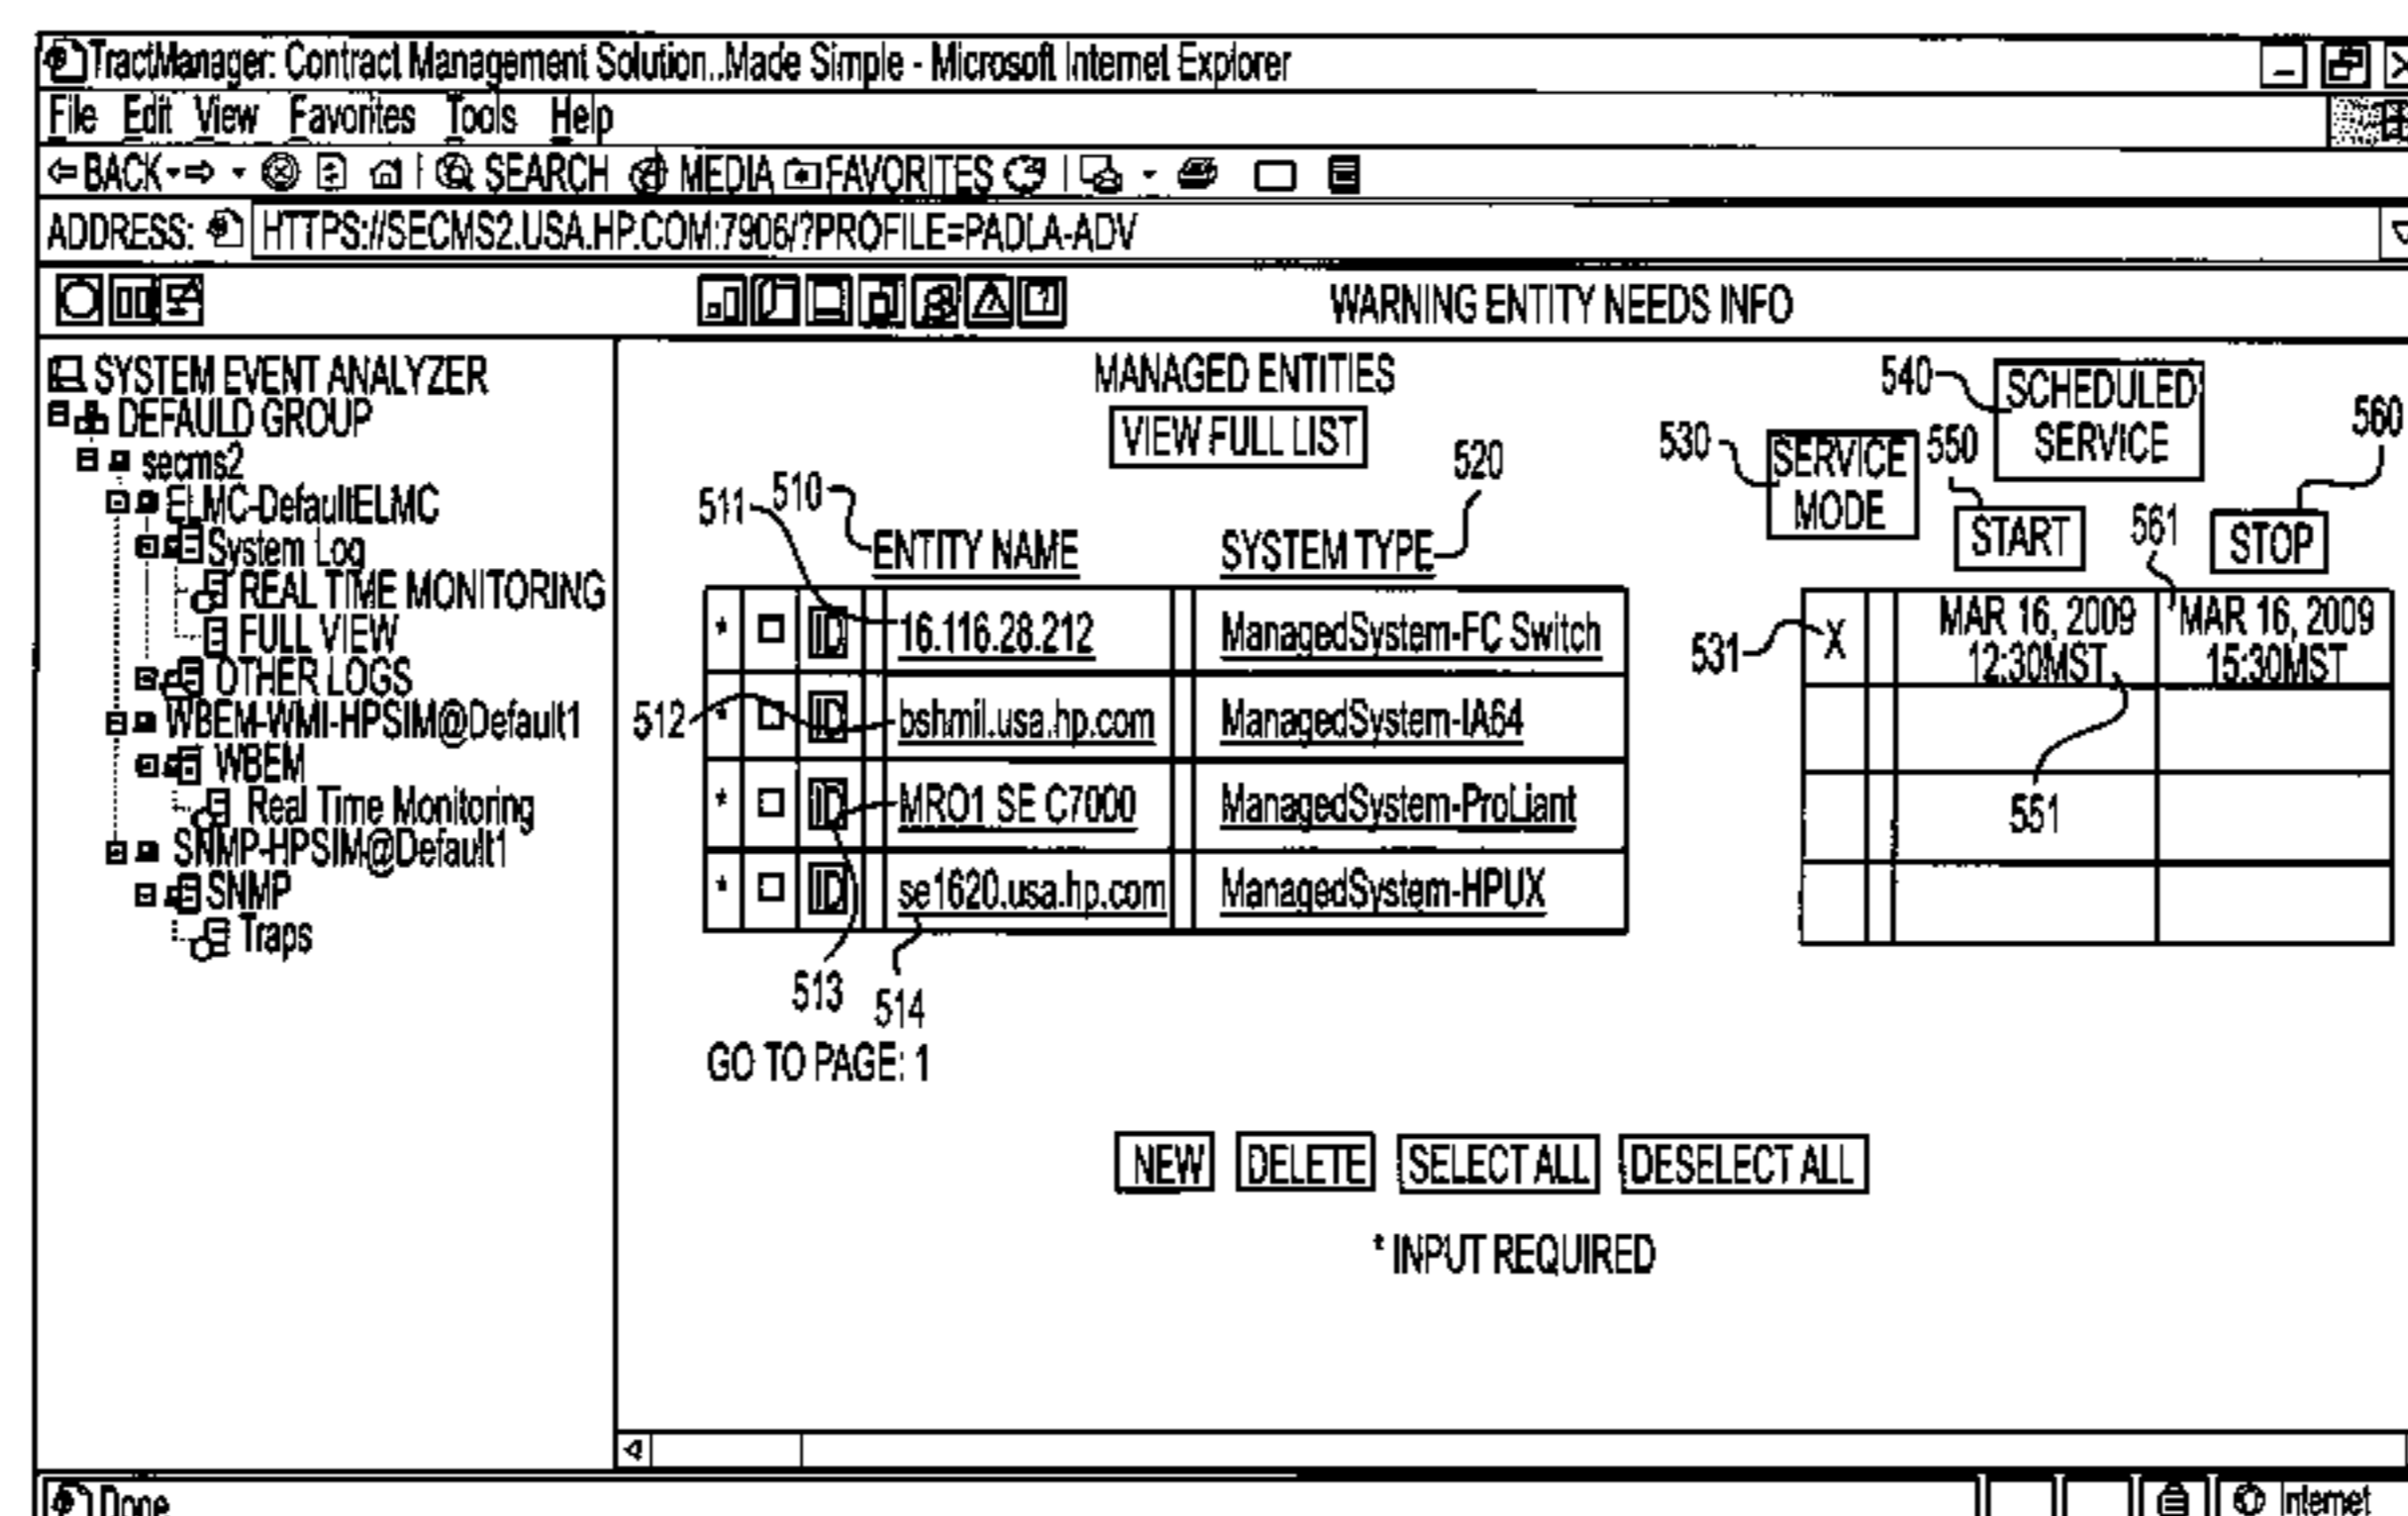 TractManager: Contract Management Solution..Made Simple - Microsoft Internet Explorer
File Edit View Favorites Tools Help
BACK SEARCH MEDIA FAVORITES
ADDRESS: HTTPS://SECMS2.USA.HP.COM:7906/?PROFILE=PADLA-ADV
WARNING ENTITY NEEDS INFO
SYSTEM EVENT ANALYZER
DEFAULD GROUP
secms2
ELMC-DefaultELMC
System Log
REAL TIME MONITORING
FULL VIEW
OTHER LOGS
WBEM-WMI-HPSIM@Default1
WBEM
Real Time Monitoring
SNMP-HPSIM@Default1
SNMP
Traps
MANAGED ENTITIES
VIEW FULL LIST
540 SCHEDULED SERVICE
530 SERVICE MODE
550 START
560 STOP
561
511 510 ENTITY NAME
520 SYSTEM TYPE
* ID 16.116.28.212 ManagedSystem-FC Switch
531 X MAR 16, 2009 12:30MST MAR 16, 2009 15:30MST
512 * ID bshmil.usa.hp.com ManagedSystem-IA64
* ID MRO1 SE C7000 ManagedSystem-ProLiant
551
* ID se1620.usa.hp.com ManagedSystem-HPUX
513 514
GO TO PAGE: 1
NEW DELETE SELECT ALL DESELECT ALL
* INPUT REQUIRED
Done
Internet